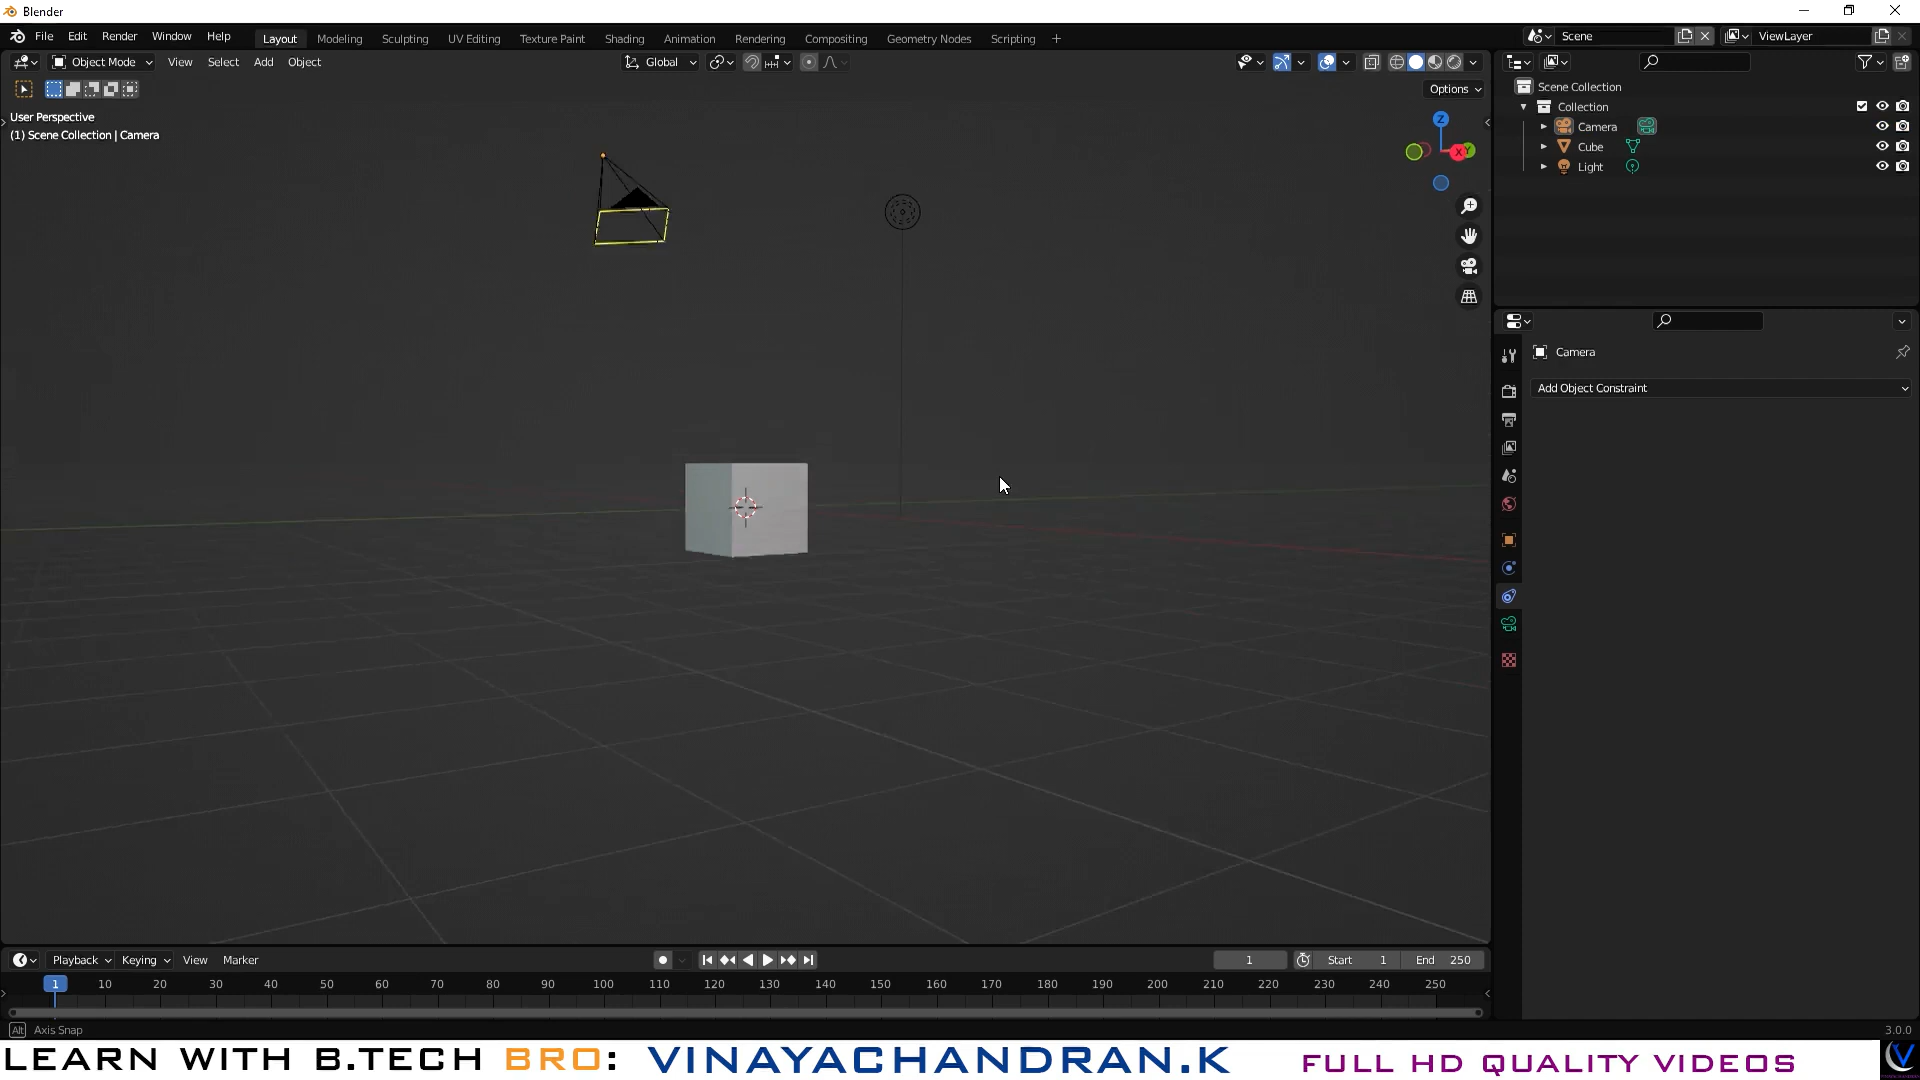 Blender
File Edit Render Window Help Layout Modeling Sculpting UV Editing Texture Paint Shading Animation Rendering Compositing Geometry Nodes Scripting + Scene ViewLayer
Object Mode View Select Add Object Global
Options
User Perspective
(1) Scene Collection | Camera
Z
X
Y
Scene Collection
Collection
Camera
Cube
Light
Camera
Add Object Constraint
Playback Keying View Marker 1 Start 1 End 250
1 10 20 30 40 50 60 70 80 90 100 110 120 130 140 150 160 170 180 190 200 210 220 230 240 250
Alt Axis Snap 3.0.0
LEARN WITH B.TECH BRO: VINAYACHANDRAN.K FULL HD QUALITY VIDEOS